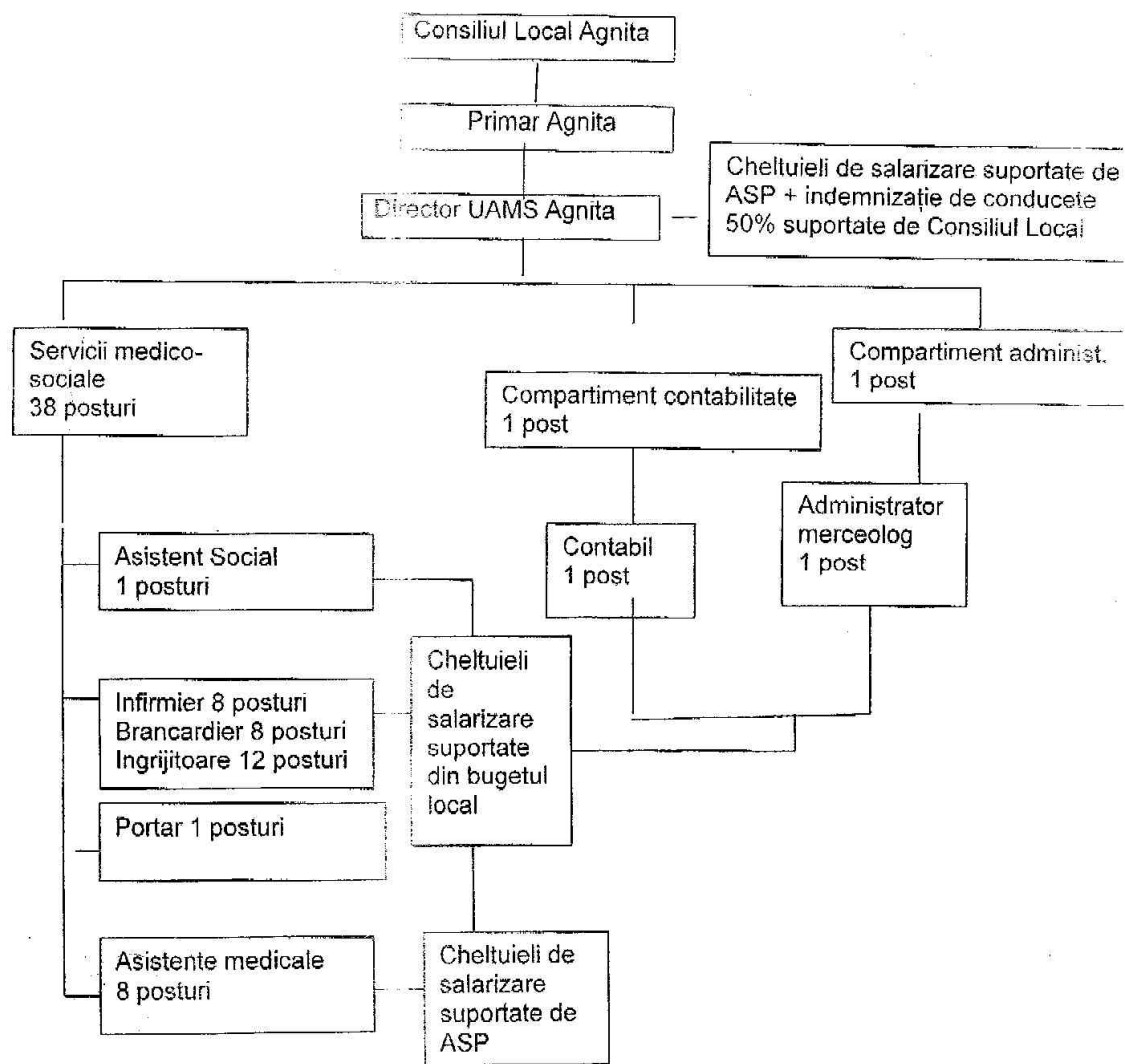 Consiliul Local Agnita
Primar Agnita
Director UAMS Agnita
Cheltuieli de salarizare suportate de
ASP + indemnizație de conducete
50% suportate de Consiliul Local
Servicii medico-
sociale
38 posturi
Compartiment contabilitate
1 post
Compartiment administ.
1 post
Asistent Social
1 posturi
Contabil
1 post
Administrator
merceolog
1 post
Infirmier 8 posturi
Brancardier 8 posturi
Ingrijitoare 12 posturi
Cheltuieli
de
salarizare
suportate
din bugetul
local
Portar 1 posturi
Asistente medicale
8 posturi
Cheltuieli de
salarizare
suportate de
ASP